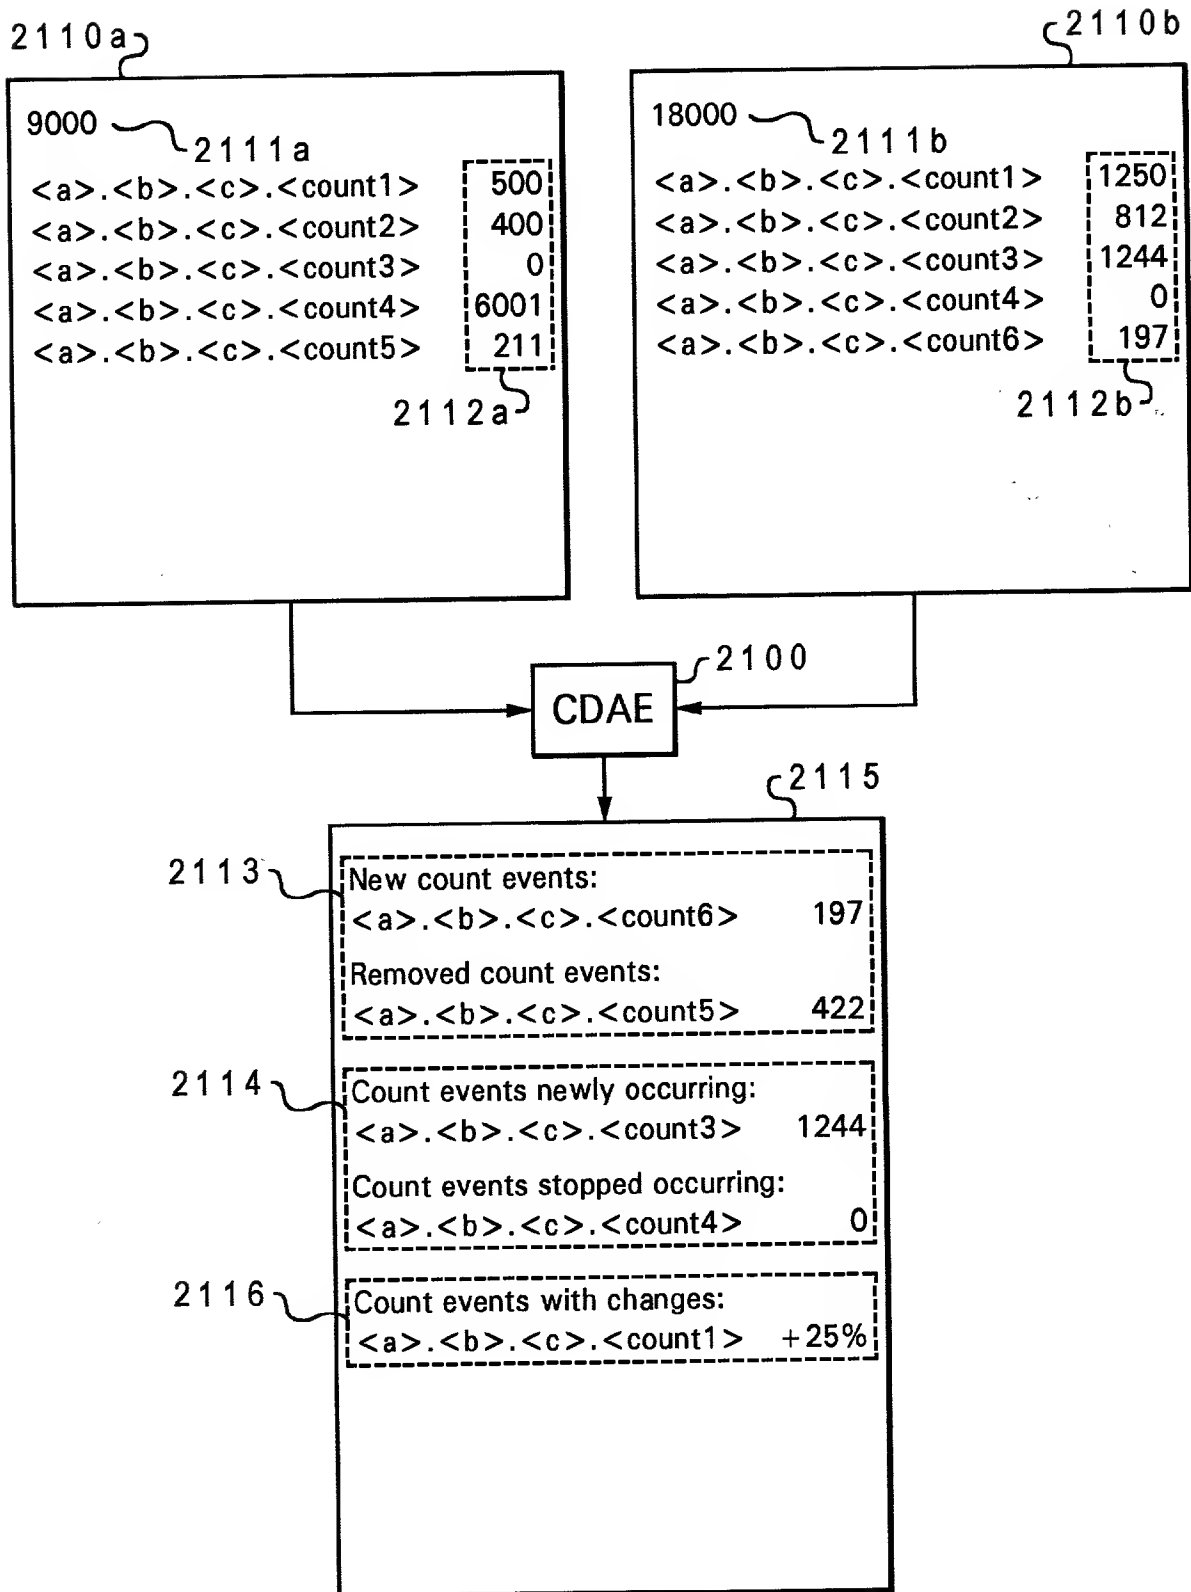 2110a
9000
2111a
<a>.<b>.<c>.<count1> 500
<a>.<b>.<c>.<count2> 400
<a>.<b>.<c>.<count3> 0
<a>.<b>.<c>.<count4> 6001
<a>.<b>.<c>.<count5> 211
2112a
2110b
18000
2111b
<a>.<b>.<c>.<count1> 1250
<a>.<b>.<c>.<count2> 812
<a>.<b>.<c>.<count3> 1244
<a>.<b>.<c>.<count4> 0
<a>.<b>.<c>.<count6> 197
2112b
2100
CDAE
2115
2113
New count events:
<a>.<b>.<c>.<count6> 197
Removed count events:
<a>.<b>.<c>.<count5> 422
2114
Count events newly occurring:
<a>.<b>.<c>.<count3> 1244
Count events stopped occurring:
<a>.<b>.<c>.<count4> 0
2116
Count events with changes:
<a>.<b>.<c>.<count1> +25%